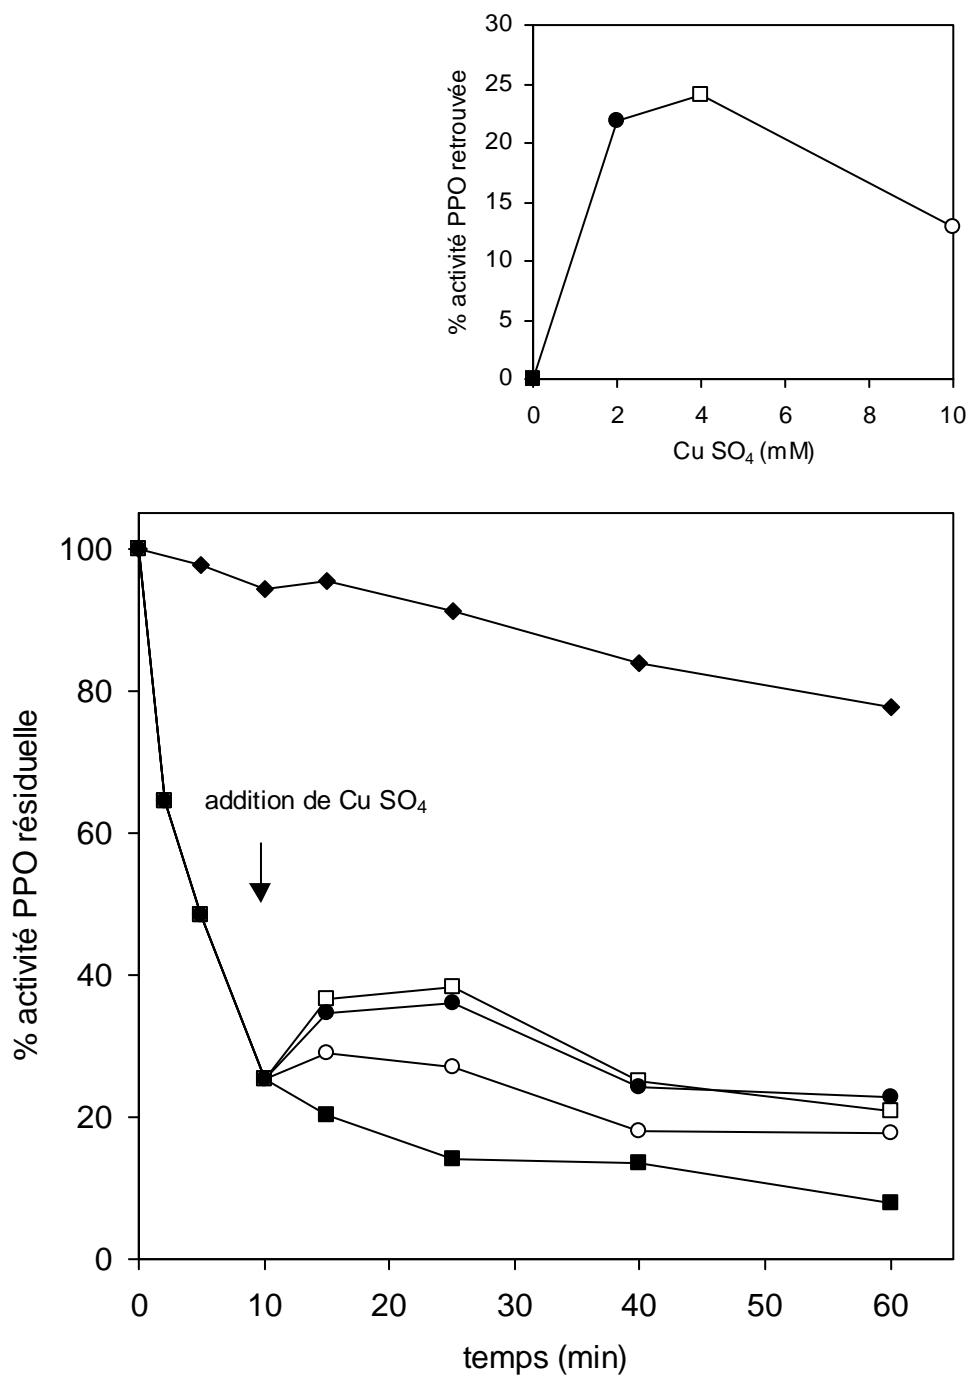 30
25
20
15
10
5
0
% activité PPO retrouvée
0 2 4 6 8 10
Cu SO₄ (mM)
100
80
60
40
20
0
% activité PPO résiduelle
addition de Cu SO₄
0 10 20 30 40 50 60
temps (min)